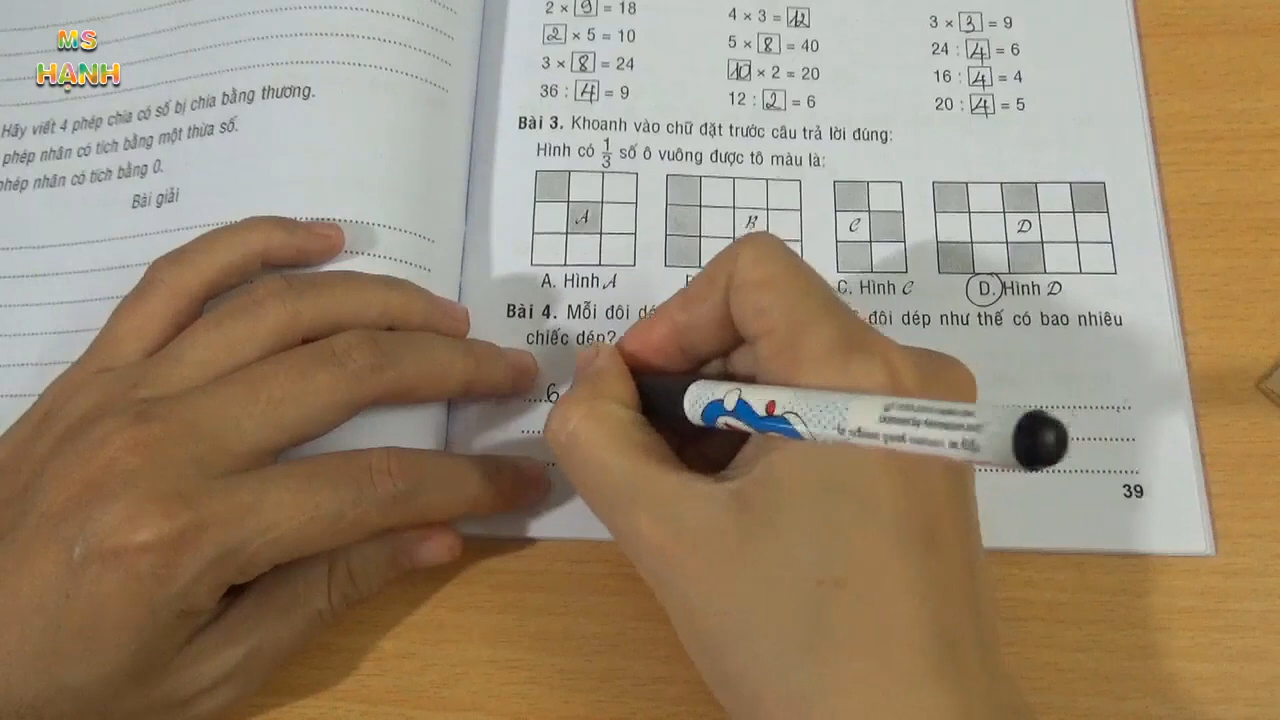 MS
HẠNH
Hãy viết 4 phép chia có số bị chia bằng thương.
phép nhân có tích bằng một thừa số.
phép nhân có tích bằng 0.
Bài giải
2 × 9 = 18
2 × 5 = 10
3 × 8 = 24
36 : 4 = 9
4 × 3 = 12
5 × 8 = 40
10 × 2 = 20
12 : 2 = 6
3 × 3 = 9
24 : 4 = 6
16 : 4 = 4
20 : 4 = 5
Bài 3. Khoanh vào chữ đặt trước câu trả lời đúng:
Hình có 1/3 số ô vuông được tô màu là:
A B C D
A. Hình A C. Hình C D. Hình D
Bài 4. Mỗi đôi đôi dép như thế có bao nhiêu
chiếc dép?
6
39